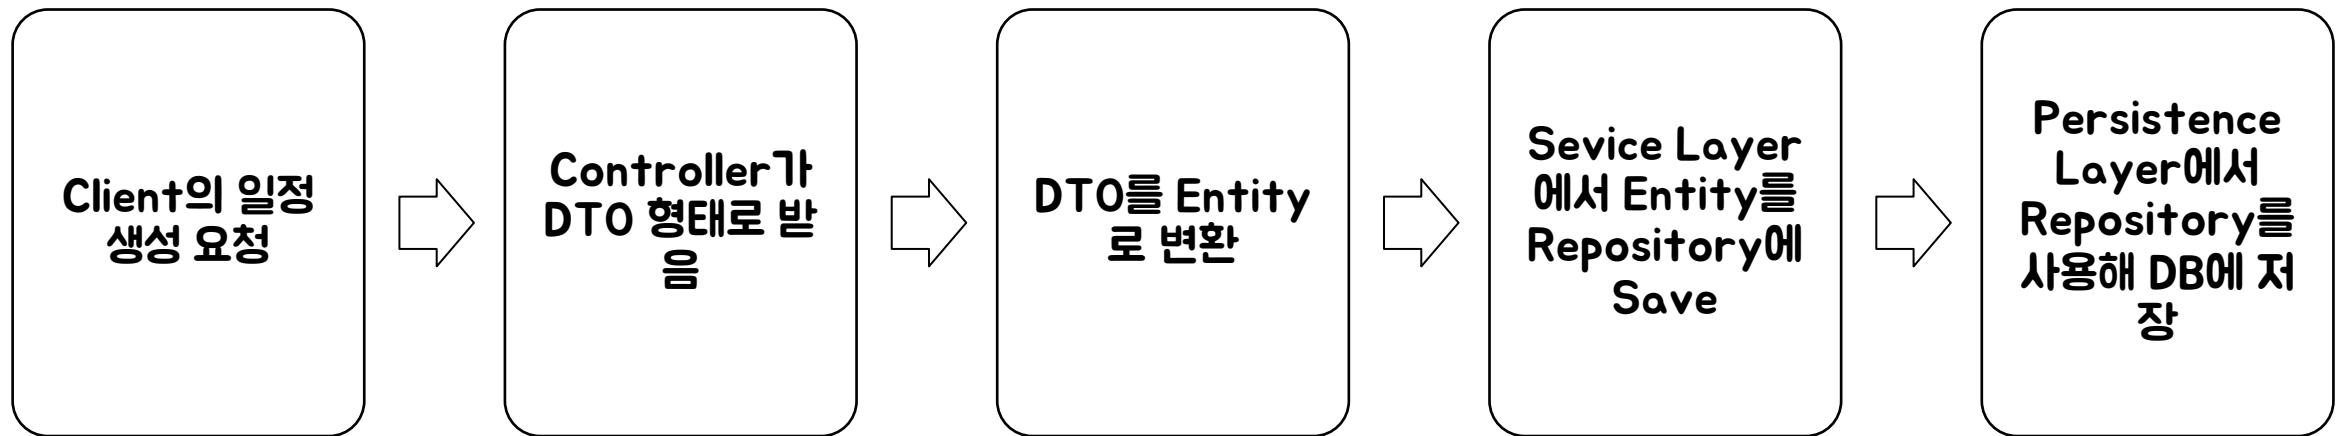 Client의 일정
생성 요청
Controller가
DTO 형태로 받
음
DTO를 Entity
로 변환
Sevice Layer
에서 Entity를
Repository에
Save
Persistence
Layer에서
Repository를
사용해 DB에 저
장